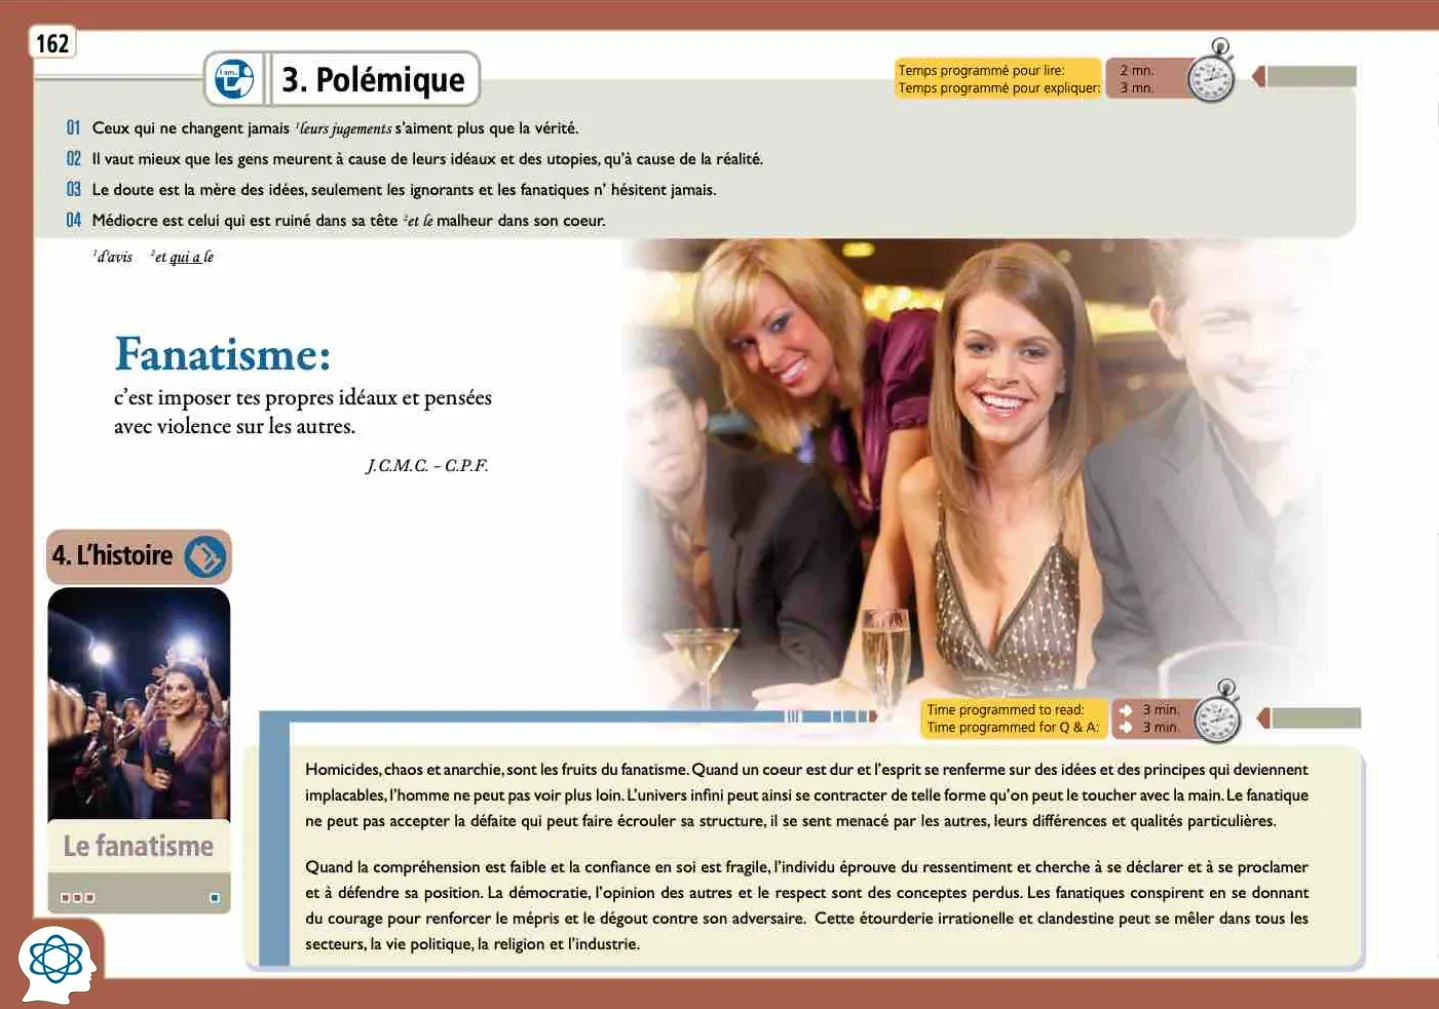 162
I am...
3. Polémique
Temps programmé pour lire: 2 mn.
Temps programmé pour expliquer: 3 mn.
01 Ceux qui ne changent jamais ¹leurs jugements s'aiment plus que la vérité.
02 Il vaut mieux que les gens meurent à cause de leurs idéaux et des utopies, qu'à cause de la réalité.
03 Le doute est la mère des idées, seulement les ignorants et les fanatiques n' hésitent jamais.
04 Médiocre est celui qui est ruiné dans sa tête ²et le malheur dans son coeur.
¹d'avis ²et qui a le
Fanatisme:
c'est imposer tes propres idéaux et pensées
avec violence sur les autres.
J.C.M.C. - C.P.F.
4. L'histoire
Le fanatisme
Time programmed to read: 3 min.
Time programmed for Q & A: 3 min.
Homicides, chaos et anarchie, sont les fruits du fanatisme. Quand un coeur est dur et l'esprit se renferme sur des idées et des principes qui deviennent
implacables, l'homme ne peut pas voir plus loin. L'univers infini peut ainsi se contracter de telle forme qu'on peut le toucher avec la main. Le fanatique
ne peut pas accepter la défaite qui peut faire écrouler sa structure, il se sent menacé par les autres, leurs différences et qualités particulières.
Quand la compréhension est faible et la confiance en soi est fragile, l'individu éprouve du ressentiment et cherche à se déclarer et à se proclamer
et à défendre sa position. La démocratie, l'opinion des autres et le respect sont des conceptes perdus. Les fanatiques conspirent en se donnant
du courage pour renforcer le mépris et le dégout contre son adversaire. Cette étourderie irrationelle et clandestine peut se mêler dans tous les
secteurs, la vie politique, la religion et l'industrie.